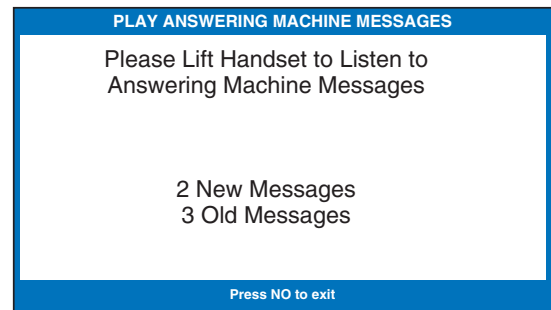 PLAY ANSWERING MACHINE MESSAGES
Please Lift Handset to Listen to
Answering Machine Messages
2 New Messages
3 Old Messages
Press NO to exit